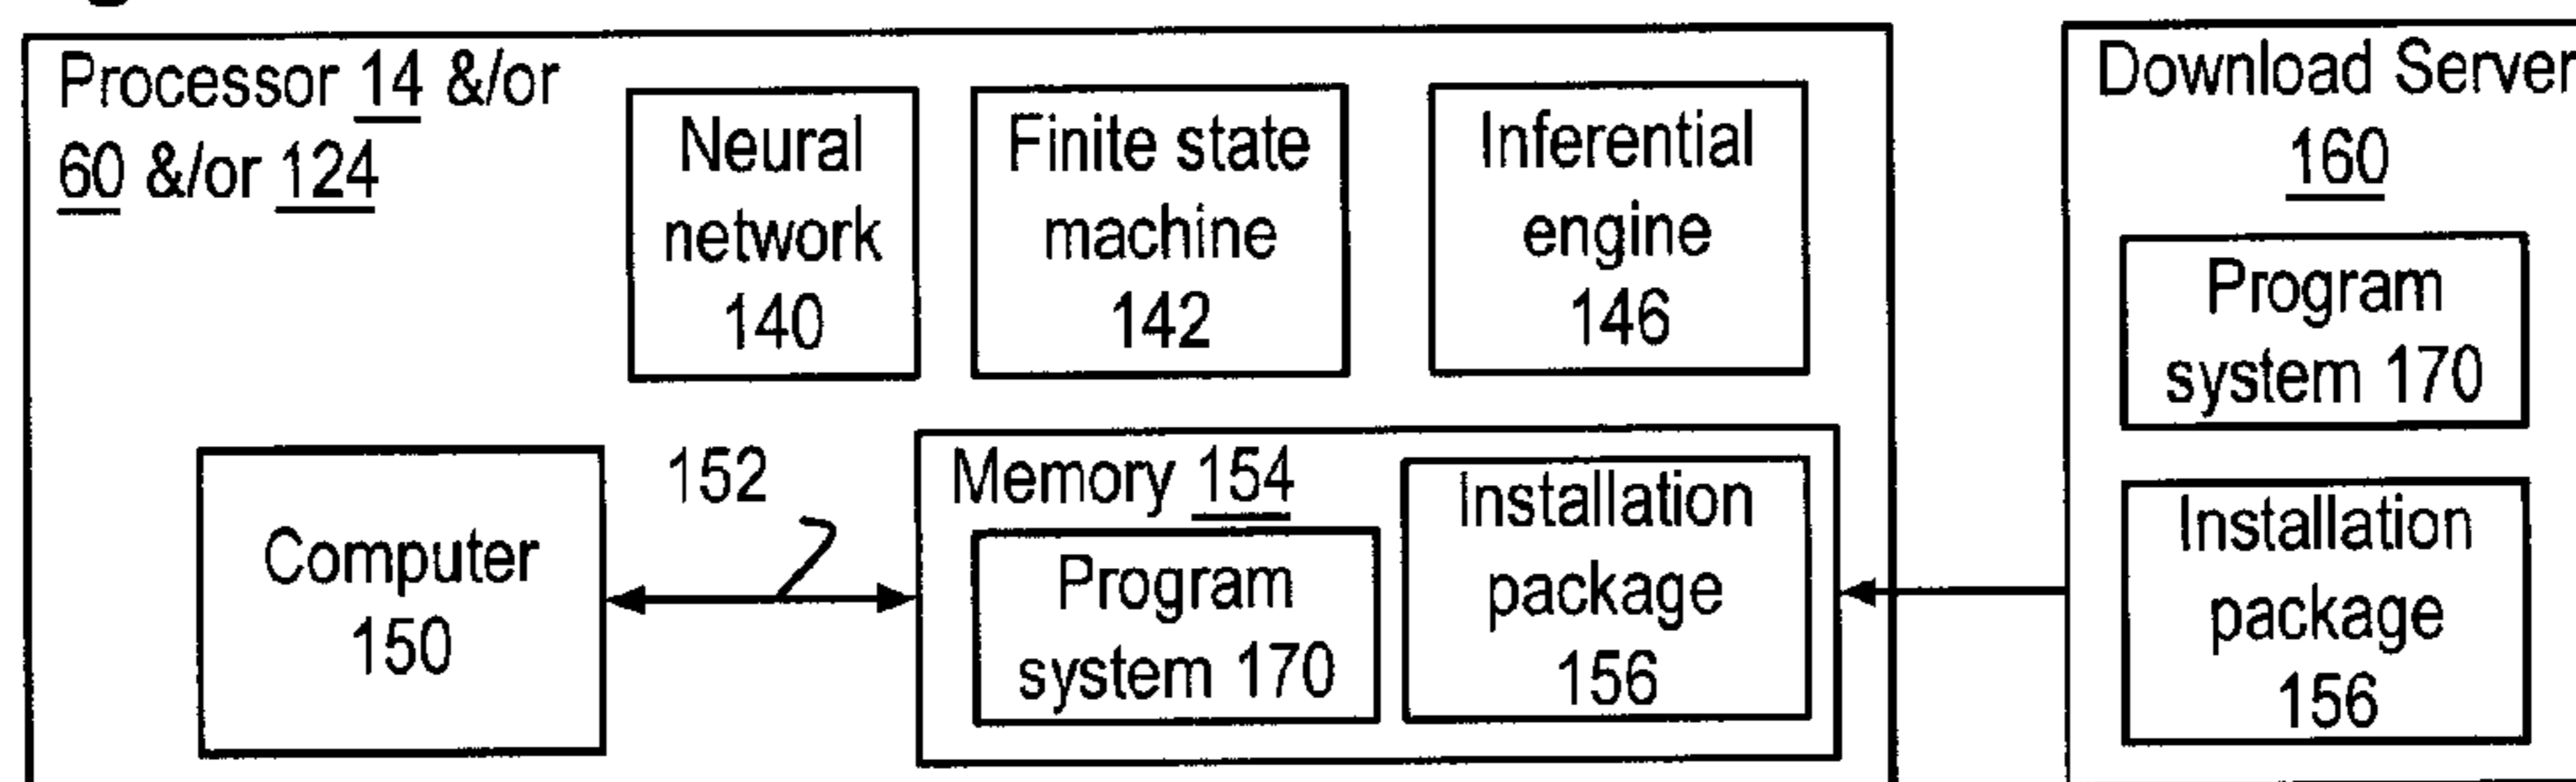 Processor 14 &/or
60 &/or 124
Neural
network
140
Finite state
machine
142
Inferential
engine
146
Computer
150
152
Memory 154
Program
system 170
Installation
package
156
Download Server
160
Program
system 170
Installation
package
156